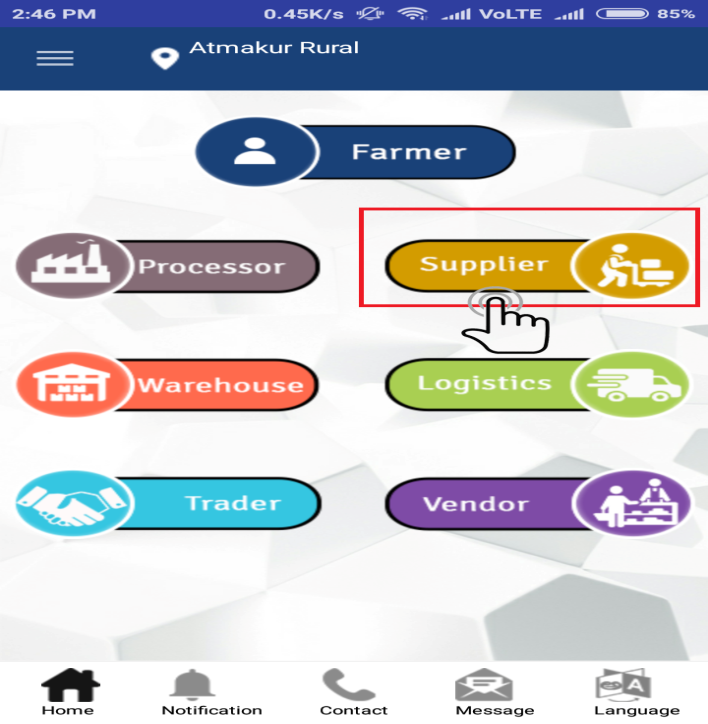 2:46 PM 0.45K/s VoLTE 85%
Atmakur Rural
Farmer
Processor Supplier
Warehouse Logistics
Trader Vendor
Home Notification Contact Message Language